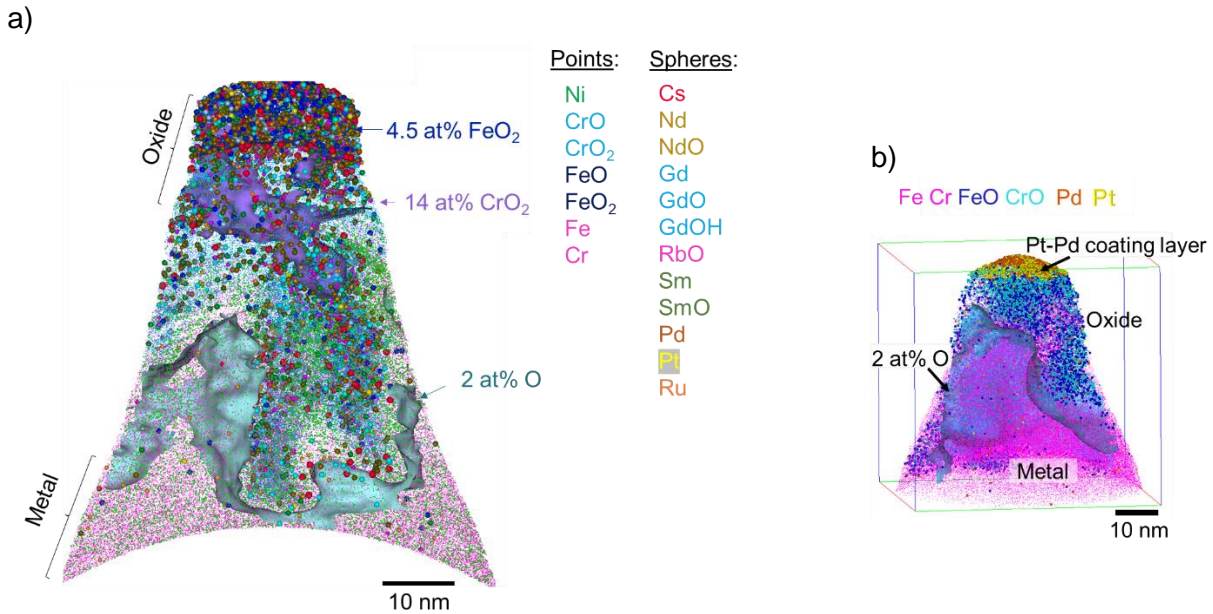 a)
Points:
Spheres:
Ni
CrO
CrO₂
FeO
FeO₂
Fe
Cr
Cs
Nd
NdO
Gd
GdO
GdOH
RbO
Sm
SmO
Pd
Pt
Ru
Oxide
4.5 at% FeO₂
14 at% CrO₂
2 at% O
Metal
10 nm
b)
Fe Cr FeO CrO Pd Pt
Pt-Pd coating layer
Oxide
2 at% O
Metal
10 nm